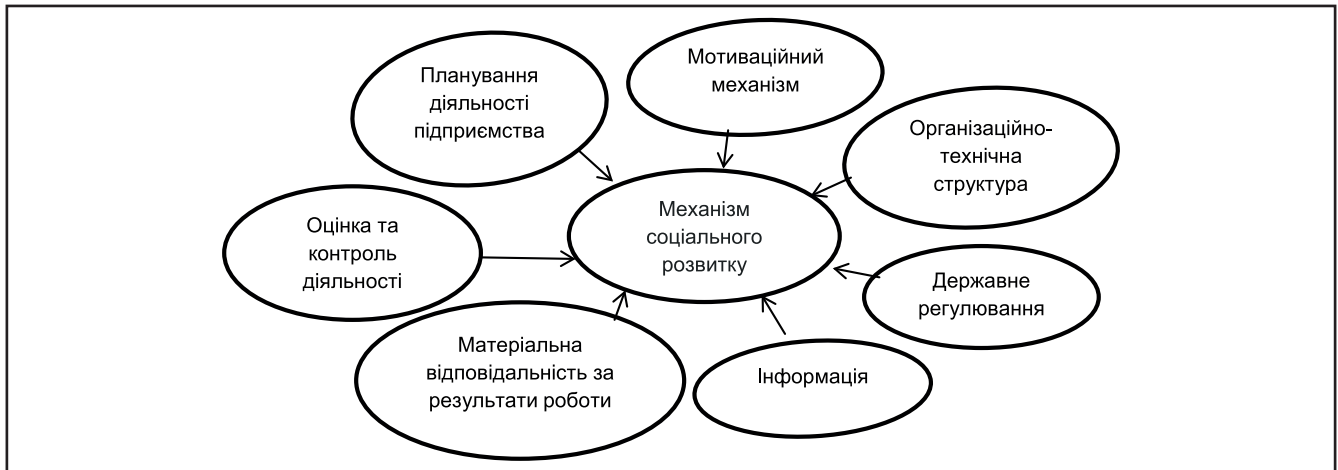 Планування
діяльності
підприємства
Мотиваційний
механізм
Організаційно-
технічна
структура
Оцінка та
контроль
діяльності
Механізм
соціального
розвитку
Державне
регулювання
Матеріальна
відповідальність за
результати роботи
Інформація